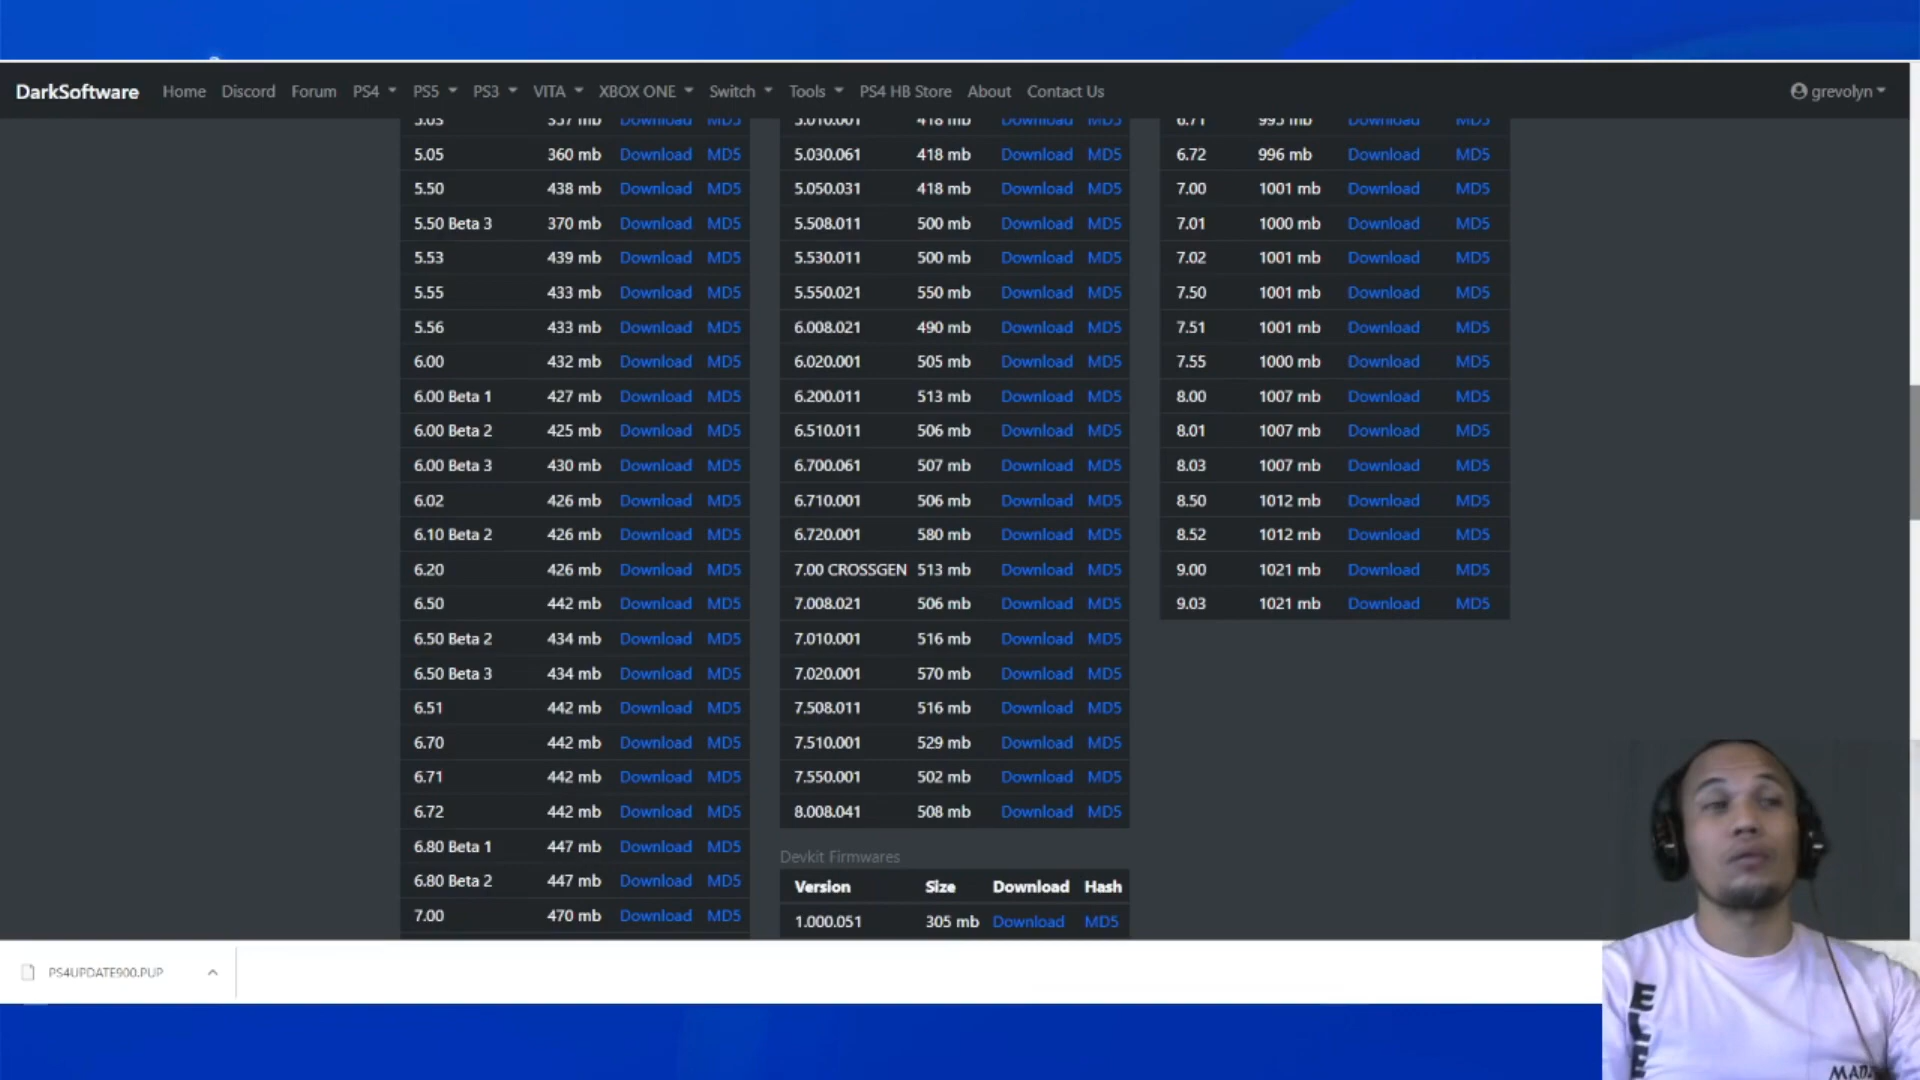 DarkSoftware Home Discord Forum PS4 PS5 PS3 VITA XBOX ONE Switch Tools PS4 HB Store About Contact Us grevolyn
5.03 357 mb Download MD5
5.05 360 mb Download MD5
5.50 438 mb Download MD5
5.50 Beta 3 370 mb Download MD5
5.53 439 mb Download MD5
5.55 433 mb Download MD5
5.56 433 mb Download MD5
6.00 432 mb Download MD5
6.00 Beta 1 427 mb Download MD5
6.00 Beta 2 425 mb Download MD5
6.00 Beta 3 430 mb Download MD5
6.02 426 mb Download MD5
6.10 Beta 2 426 mb Download MD5
6.20 426 mb Download MD5
6.50 442 mb Download MD5
6.50 Beta 2 434 mb Download MD5
6.50 Beta 3 434 mb Download MD5
6.51 442 mb Download MD5
6.70 442 mb Download MD5
6.71 442 mb Download MD5
6.72 442 mb Download MD5
6.80 Beta 1 447 mb Download MD5
6.80 Beta 2 447 mb Download MD5
7.00 470 mb Download MD5
5.010.001 418 mb Download MD5
5.030.061 418 mb Download MD5
5.050.031 418 mb Download MD5
5.508.011 500 mb Download MD5
5.530.011 500 mb Download MD5
5.550.021 550 mb Download MD5
6.008.021 490 mb Download MD5
6.020.001 505 mb Download MD5
6.200.011 513 mb Download MD5
6.510.011 506 mb Download MD5
6.700.061 507 mb Download MD5
6.710.001 506 mb Download MD5
6.720.001 580 mb Download MD5
7.00 CROSSGEN 513 mb Download MD5
7.008.021 506 mb Download MD5
7.010.001 516 mb Download MD5
7.020.001 570 mb Download MD5
7.508.011 516 mb Download MD5
7.510.001 529 mb Download MD5
7.550.001 502 mb Download MD5
8.008.041 508 mb Download MD5
Devkit Firmwares
Version Size Download Hash
1.000.051 305 mb Download MD5
6.71 995 mb Download MD5
6.72 996 mb Download MD5
7.00 1001 mb Download MD5
7.01 1000 mb Download MD5
7.02 1001 mb Download MD5
7.50 1001 mb Download MD5
7.51 1001 mb Download MD5
7.55 1000 mb Download MD5
8.00 1007 mb Download MD5
8.01 1007 mb Download MD5
8.03 1007 mb Download MD5
8.50 1012 mb Download MD5
8.52 1012 mb Download MD5
9.00 1021 mb Download MD5
9.03 1021 mb Download MD5
PS4UPDATE900.PUP